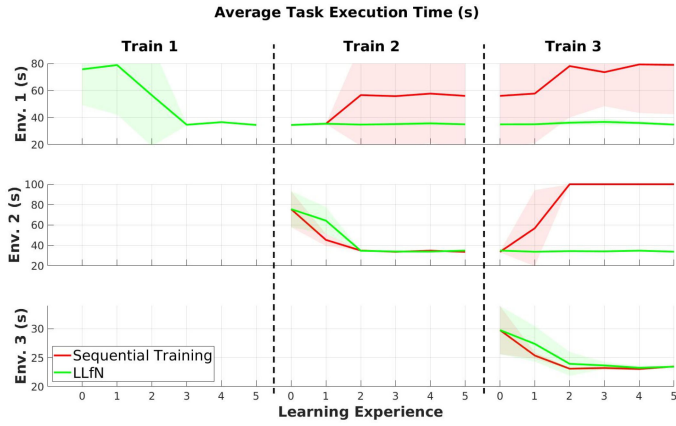 Average Task Execution Time (s)
Train 1 Train 2 Train 3
Env. 1 (s)
80
60
40
20
Env. 2 (s)
100
80
60
40
20
Env. 3 (s)
30
25
20
Sequential Training
LLfN
0 1 2 3 4 5 0 1 2 3 4 5 0 1 2 3 4 5
Learning Experience